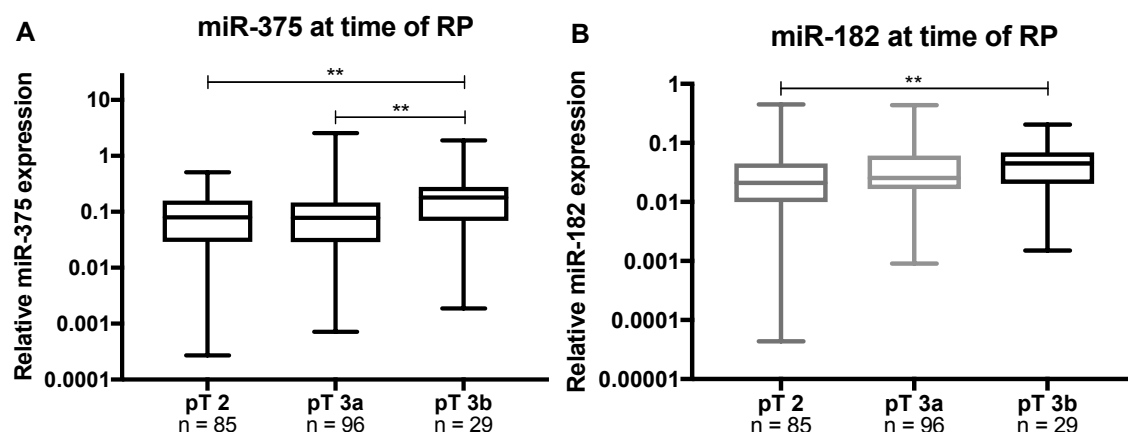 A
miR-375 at time of RP
Relative miR-375 expression
10
1
0.1
0.01
0.001
0.0001
**
**
pT 2
n = 85
pT 3a
n = 96
pT 3b
n = 29
B
miR-182 at time of RP
Relative miR-182 expression
1
0.1
0.01
0.001
0.0001
0.00001
**
pT 2
n = 85
pT 3a
n = 96
pT 3b
n = 29